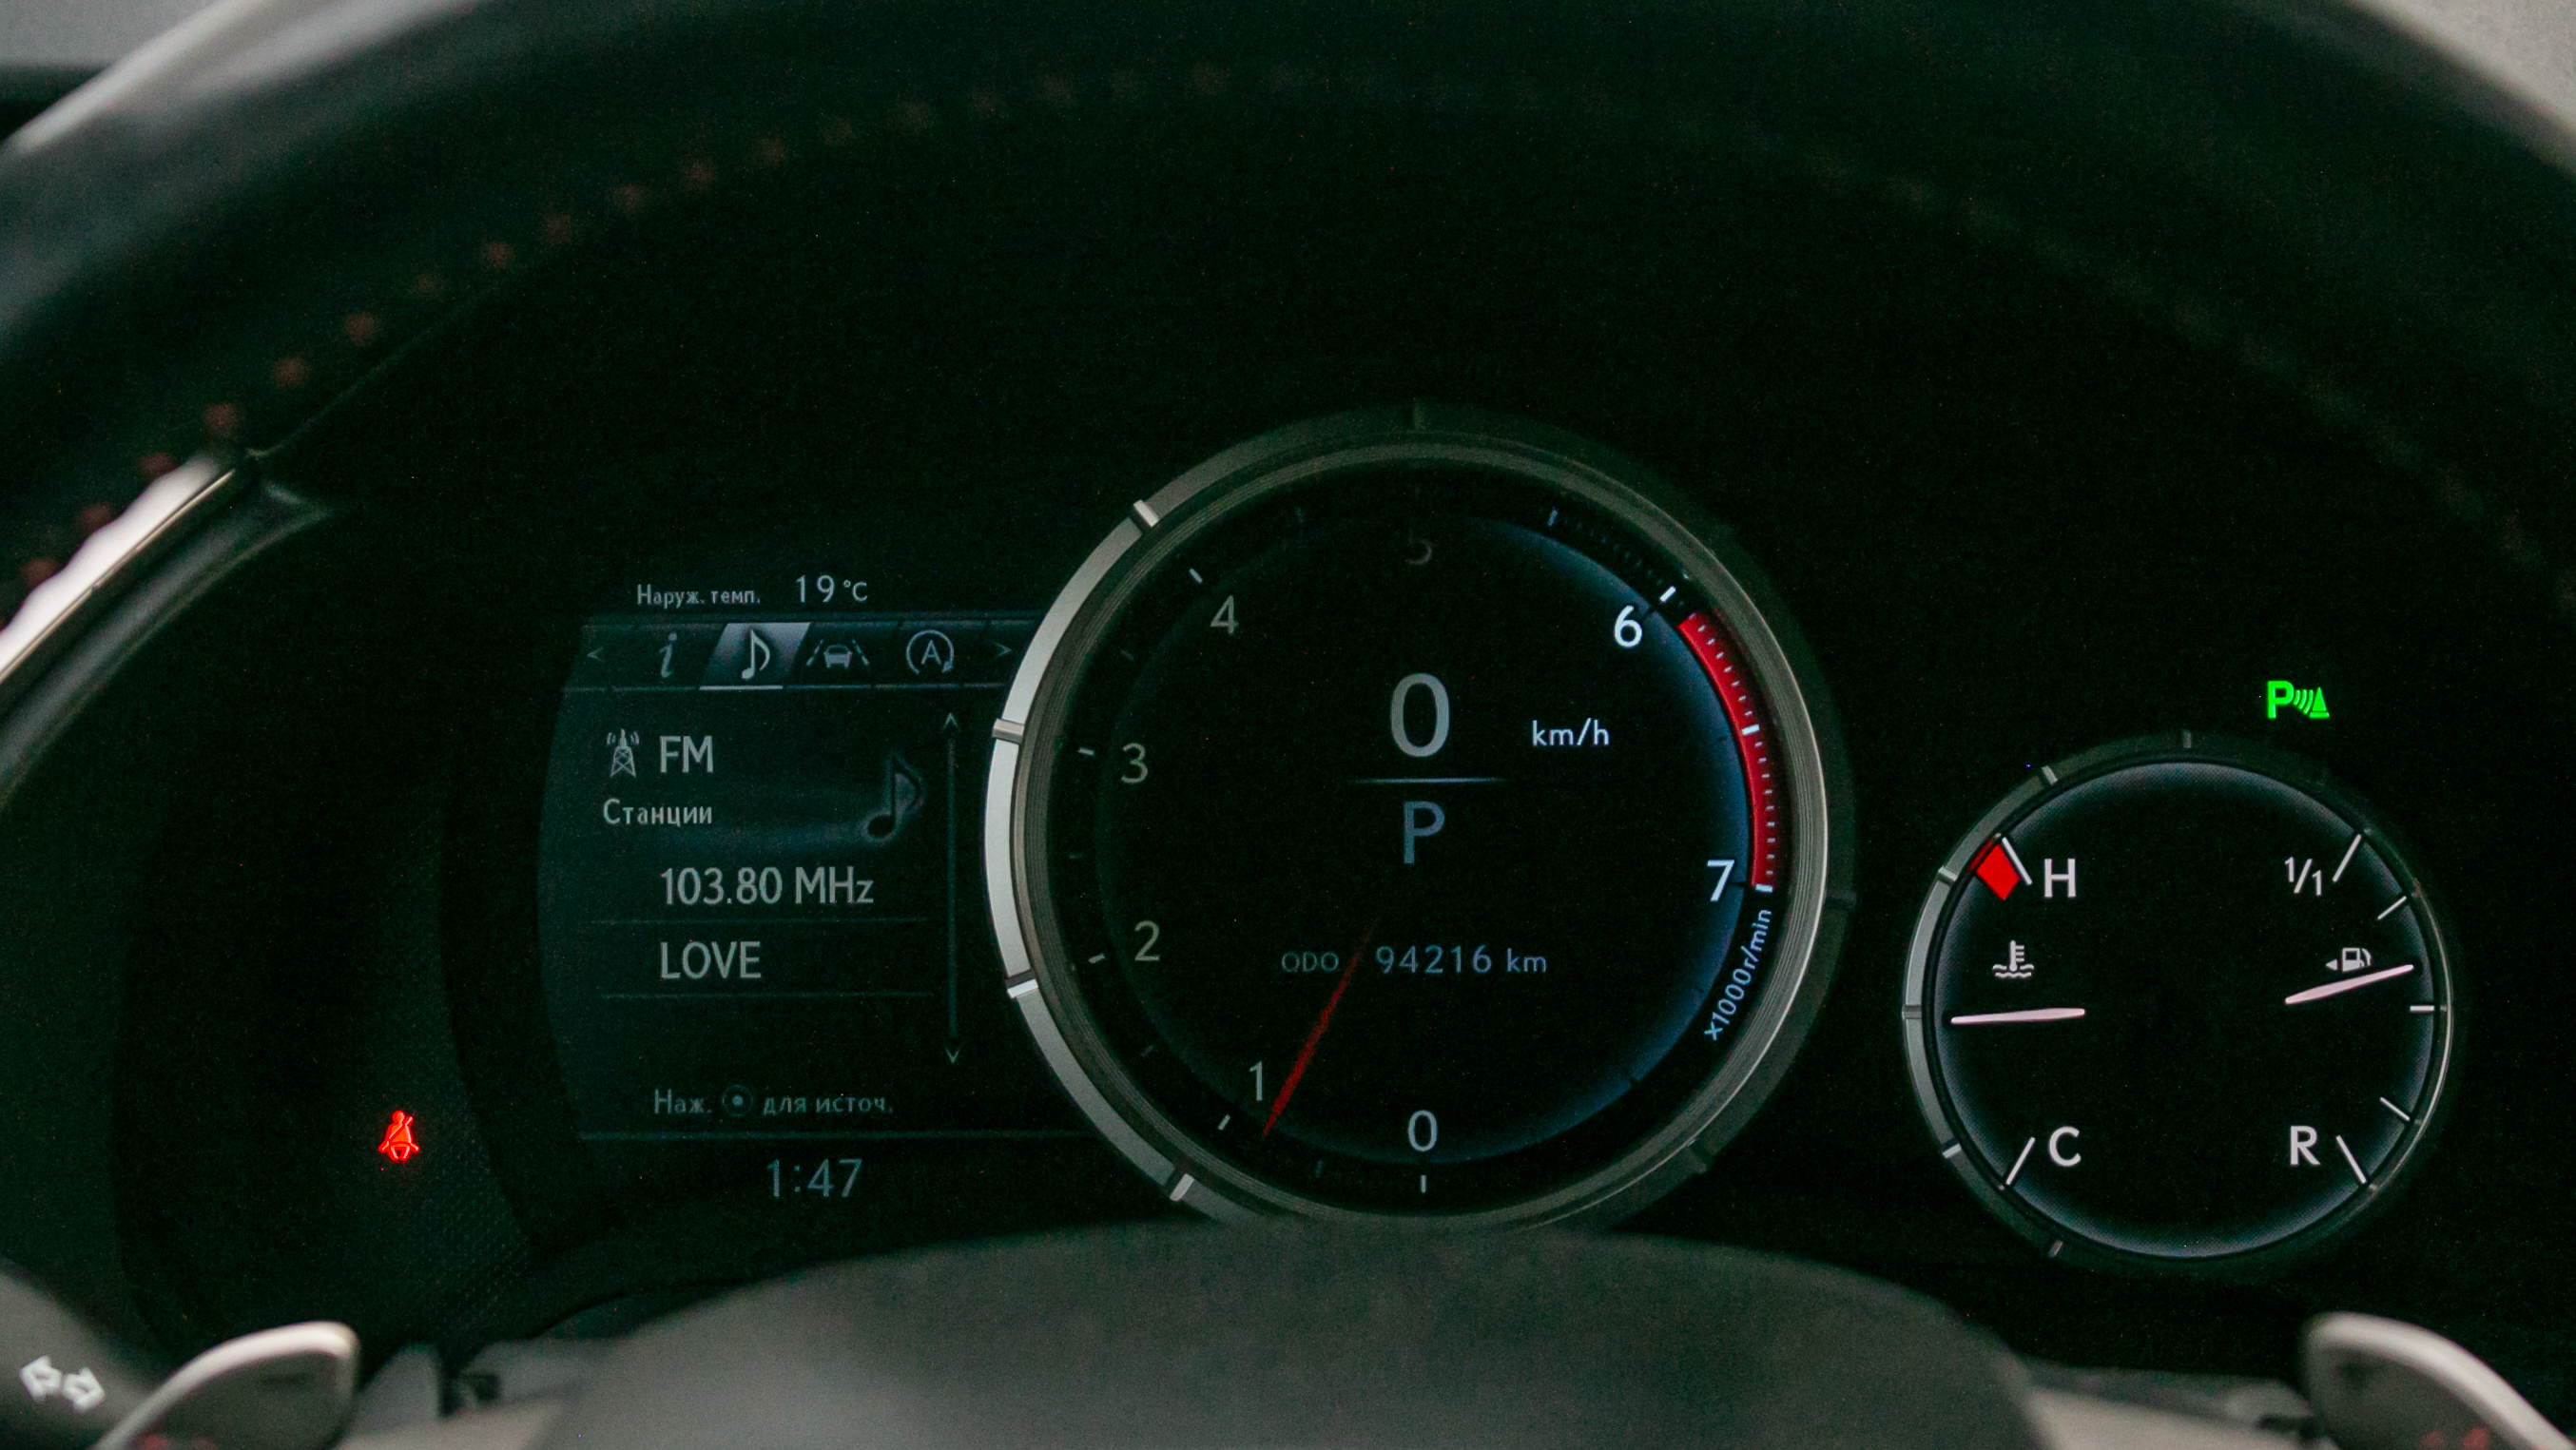 Наруж. темп. 19°C
i A
FM
Станции
103.80 MHz
LOVE
Наж. для источ.
1:47
5
4
6
3
2
7
1
0
0 km/h
P
ODO 94216 km
x1000r/min
P
H
1/1
C
R